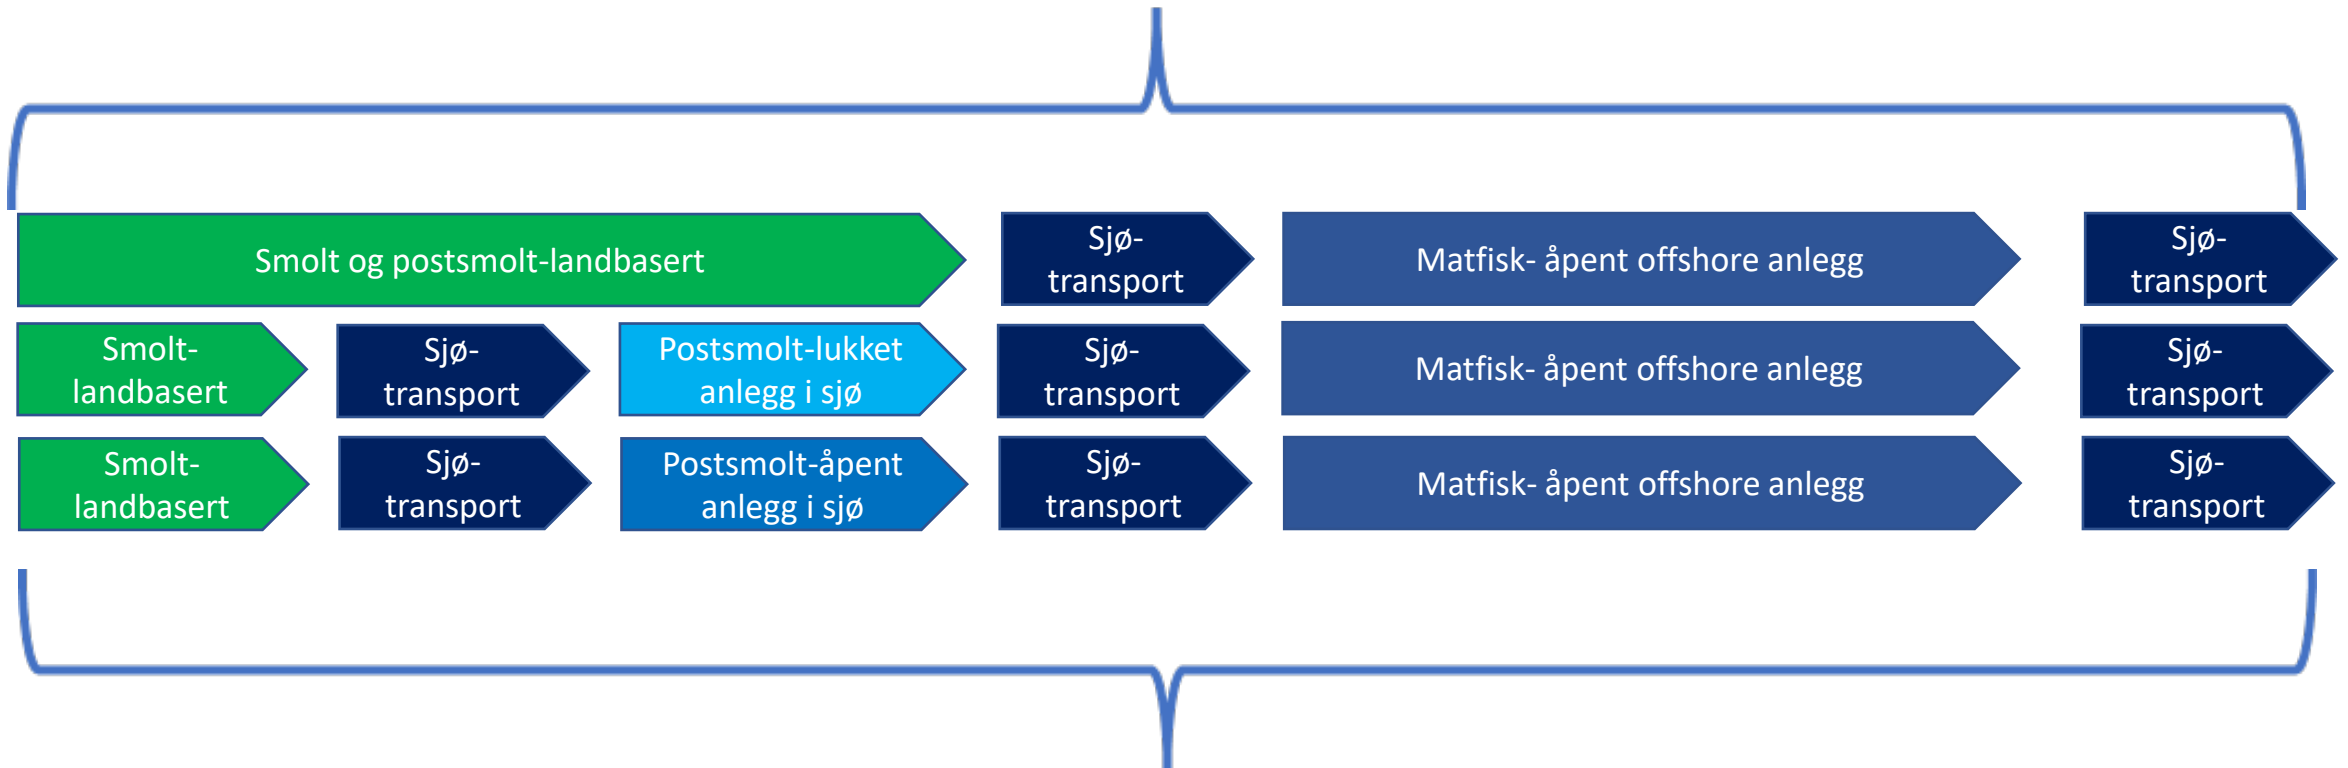 Smolt og postsmolt-landbasert
Sjø-
transport
Matfisk- åpent offshore anlegg
Sjø-
transport
Smolt-
landbasert
Sjø-
transport
Postsmolt-lukket
anlegg i sjø
Sjø-
transport
Matfisk- åpent offshore anlegg
Sjø-
transport
Smolt-
landbasert
Sjø-
transport
Postsmolt-åpent
anlegg i sjø
Sjø-
transport
Matfisk- åpent offshore anlegg
Sjø-
transport